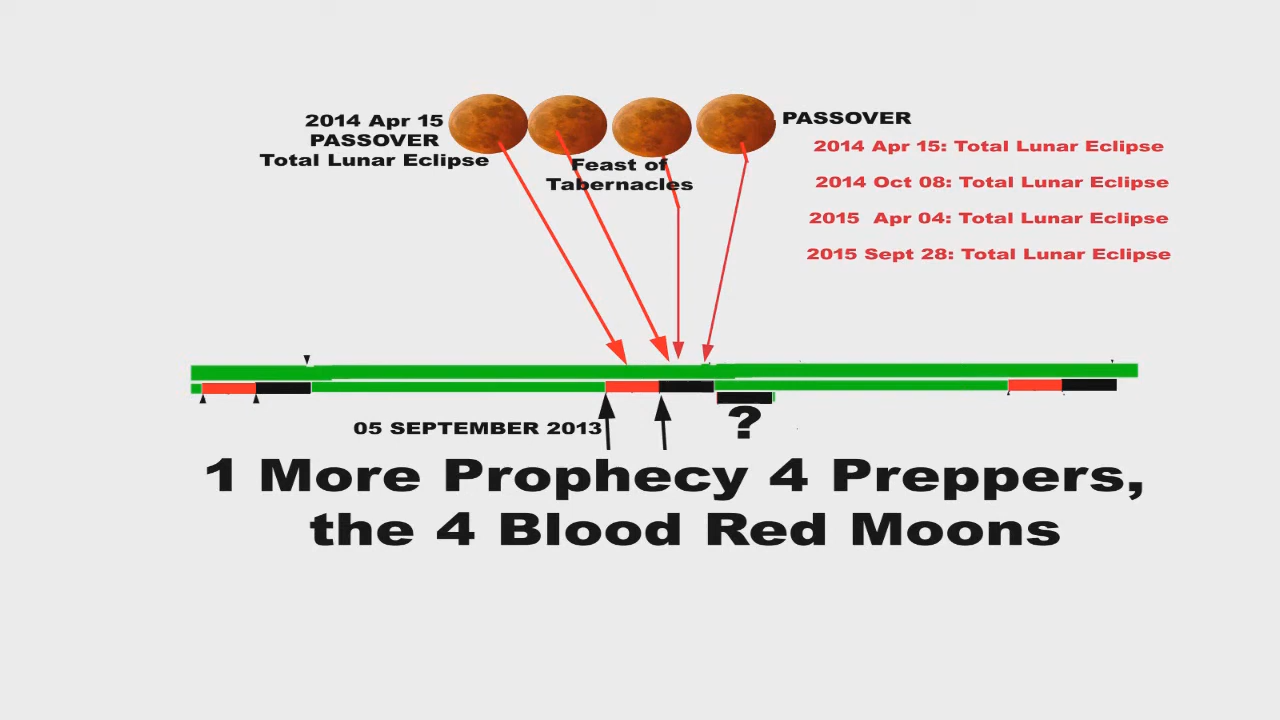 2014 Apr 15
PASSOVER
Total Lunar Eclipse
Feast of
Tabernacles
PASSOVER
2014 Apr 15: Total Lunar Eclipse
2014 Oct 08: Total Lunar Eclipse
2015 Apr 04: Total Lunar Eclipse
2015 Sept 28: Total Lunar Eclipse
05 SEPTEMBER 2013
?
1 More Prophecy 4 Preppers,
the 4 Blood Red Moons